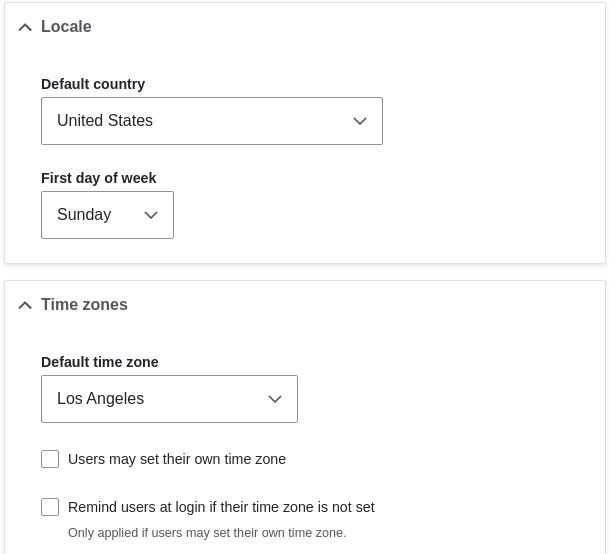 Locale
Default country
United States
First day of week
Sunday
Time zones
Default time zone
Los Angeles
Users may set their own time zone
Remind users at login if their time zone is not set
Only applied if users may set their own time zone.